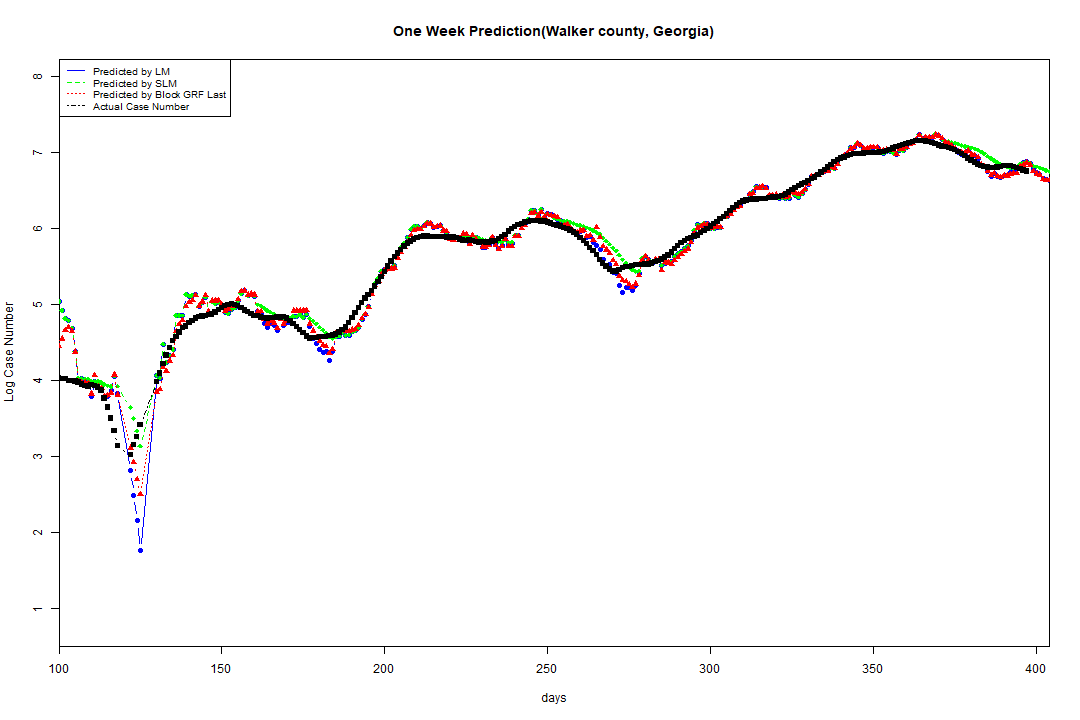 One Week Prediction(Walker county, Georgia)
Predicted by LM
Predicted by SLM
Predicted by Block GRF Last
Actual Case Number
Log Case Number
8
7
6
5
4
3
2
1
100 150 200 250 300 350 400
days